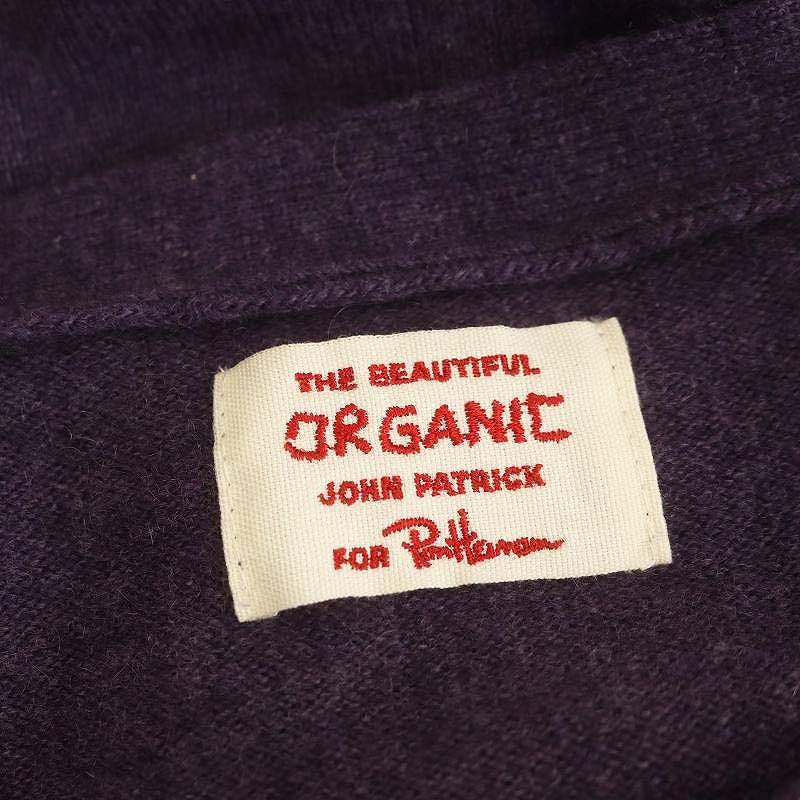 THE BEAUTIFUL
ORGANIC
JOHN PATRICK
FOR Ron Herman